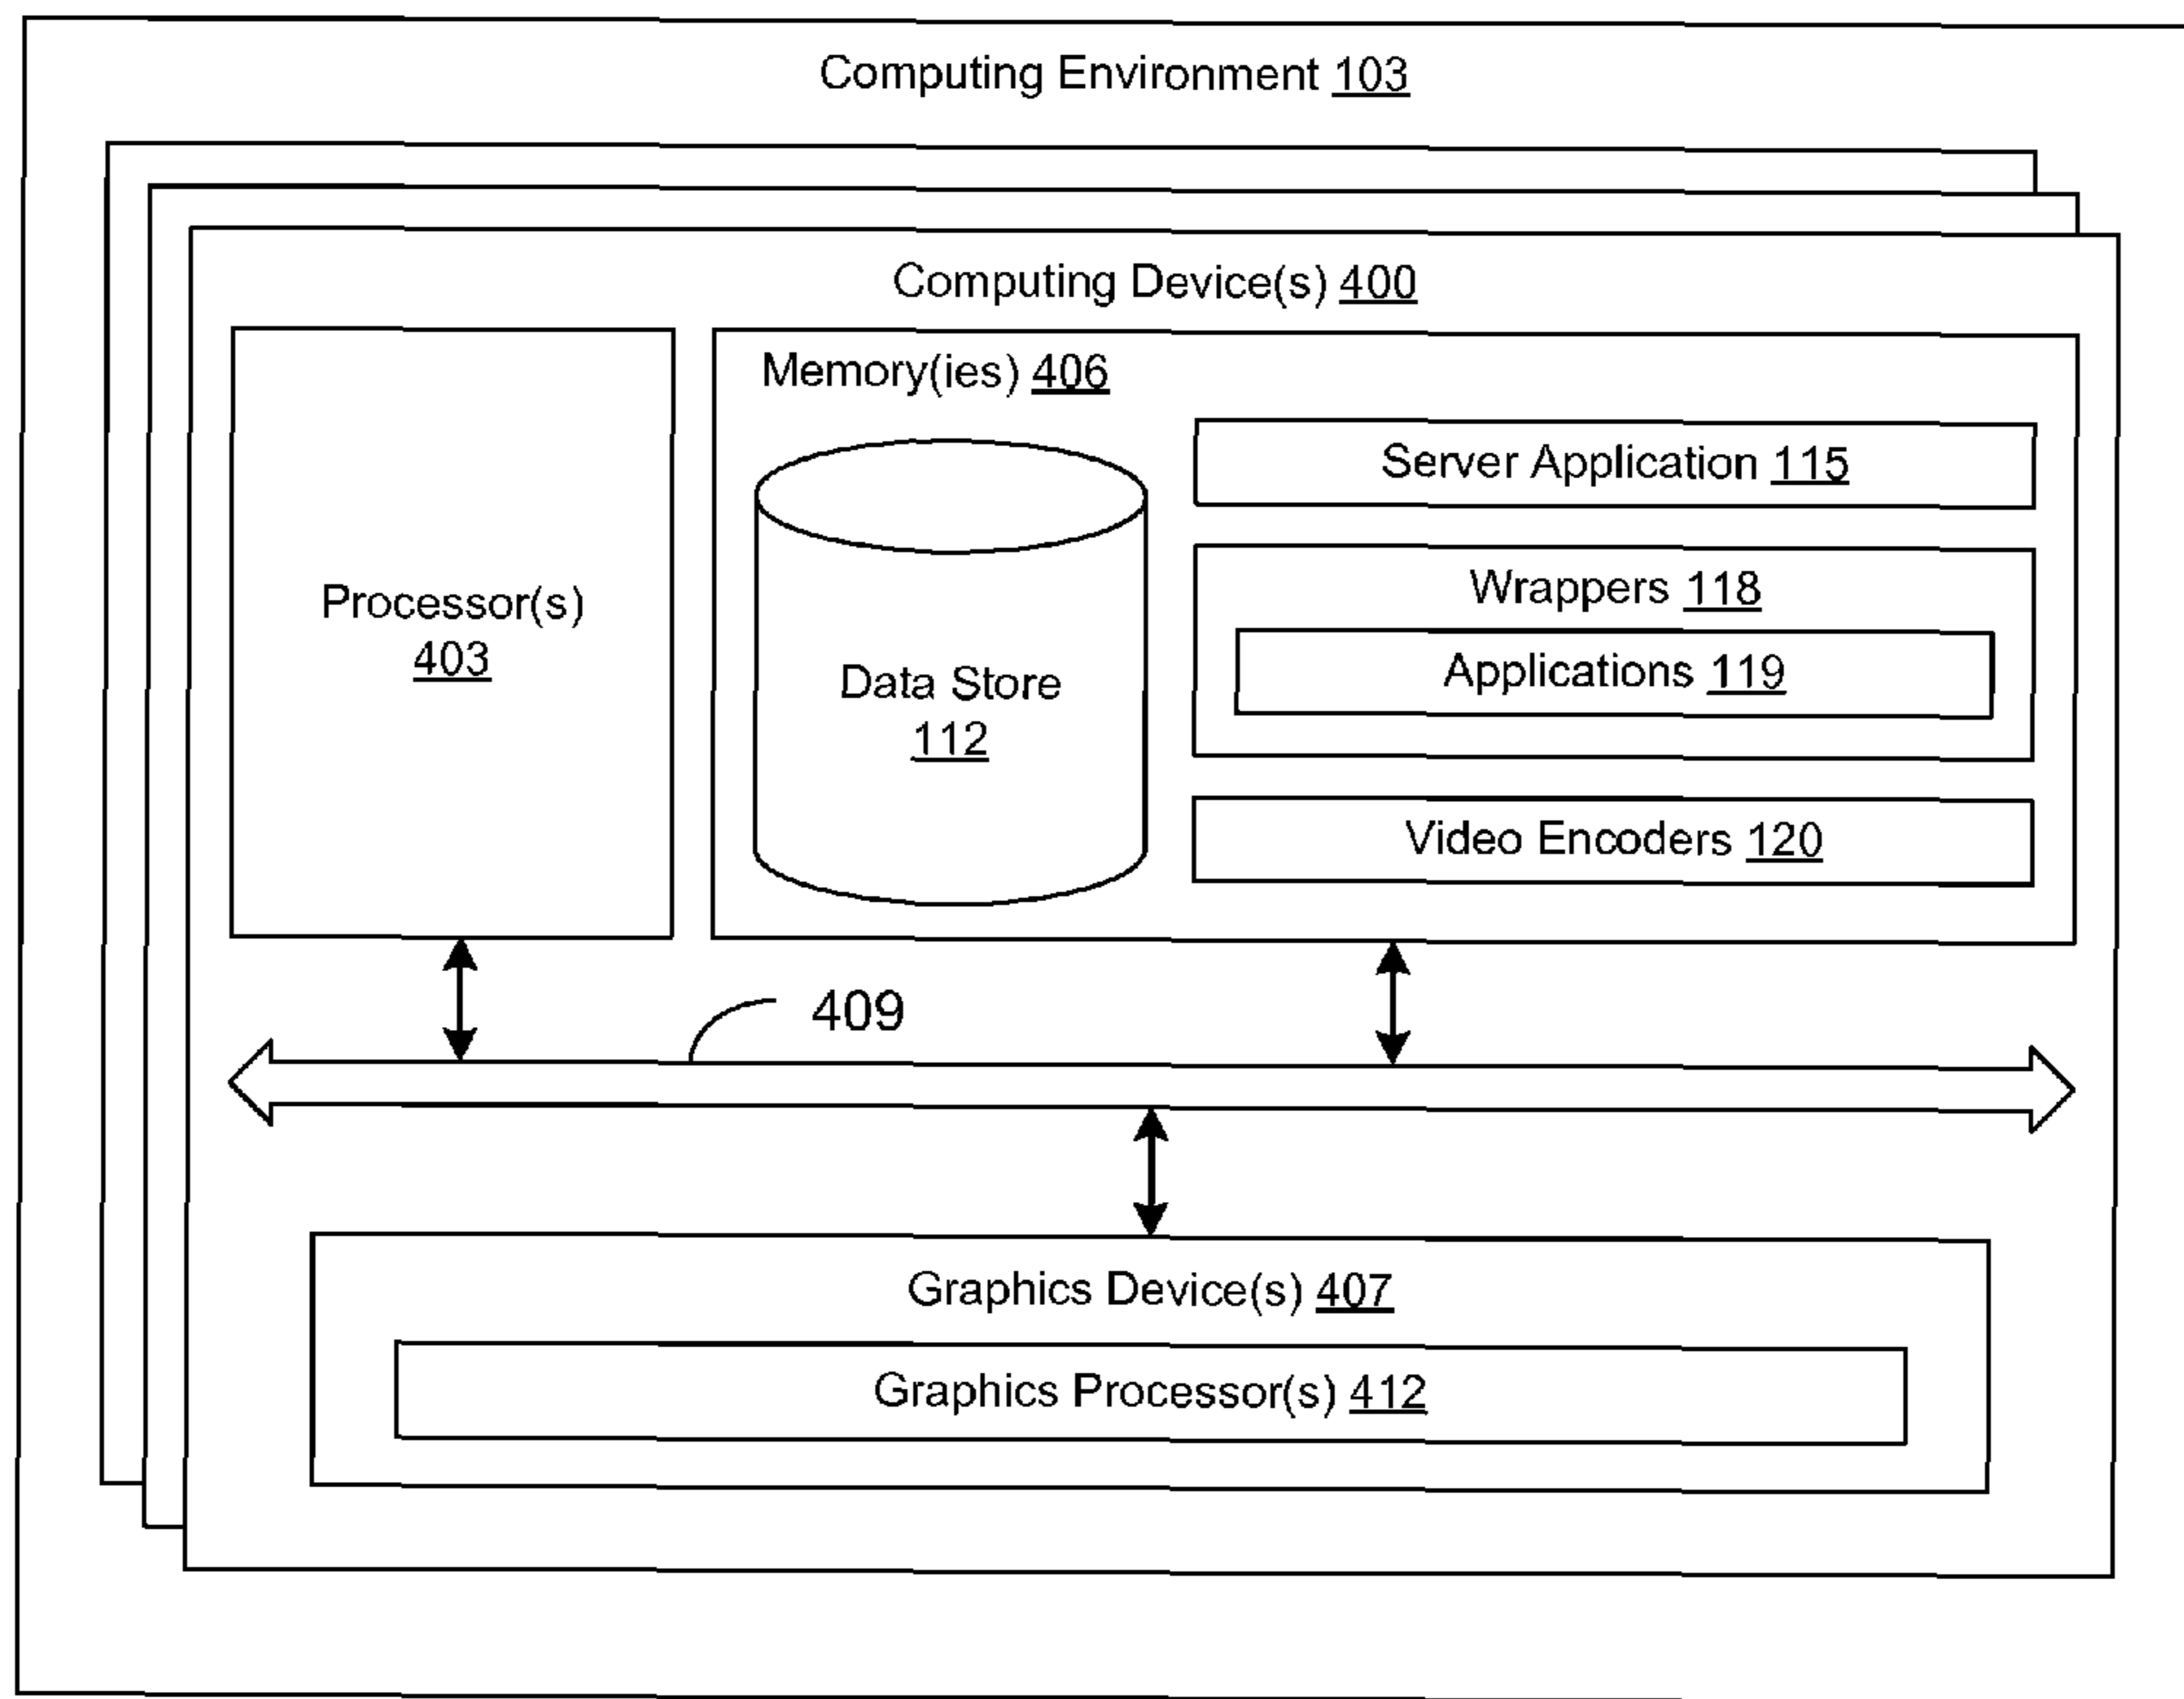 Computing Environment 103
Computing Device(s) 400
Processor(s)
403
Memory(ies) 406
Data Store
112
Server Application 115
Wrappers 118
Applications 119
Video Encoders 120
409
Graphics Device(s) 407
Graphics Processor(s) 412